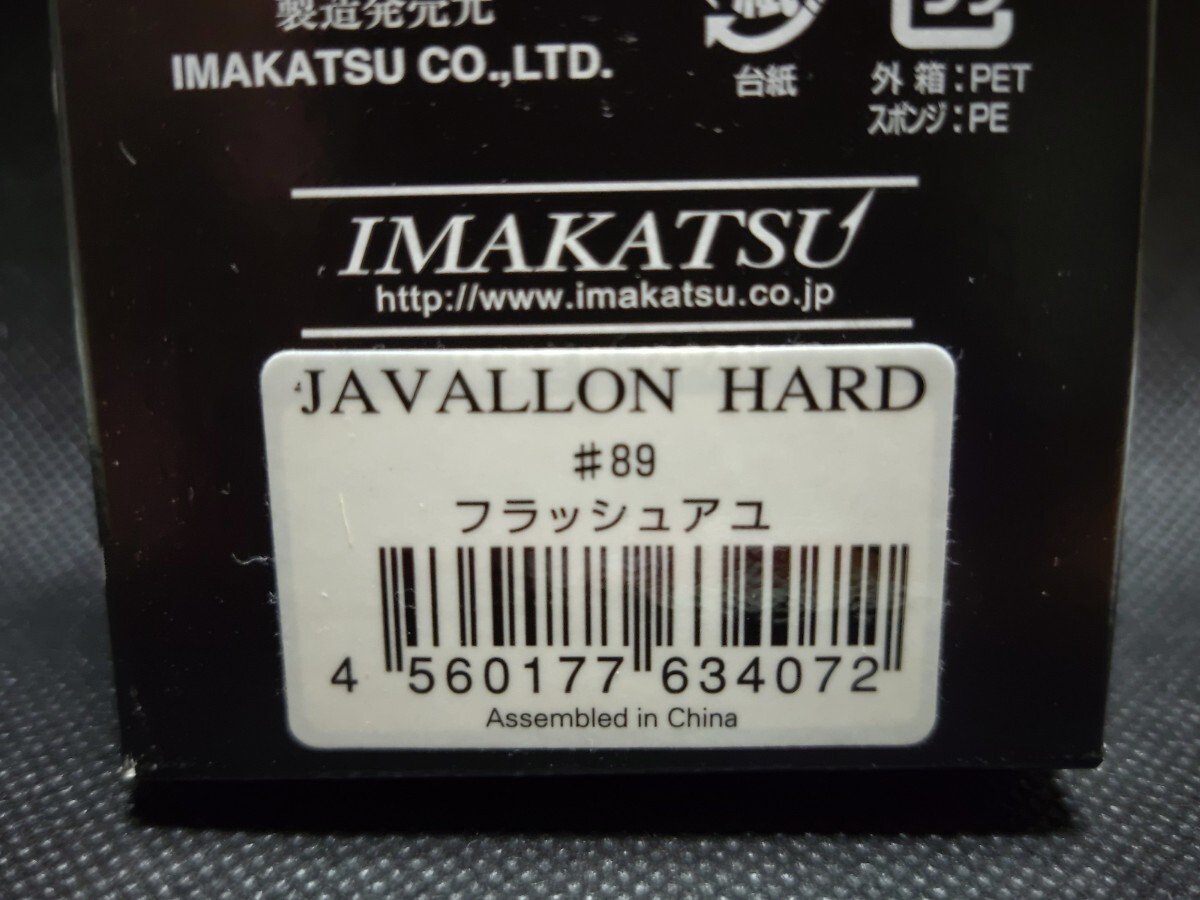 製造発売元
IMAKATSU CO.,LTD.
紙
台紙
外 箱：PET
スポンジ：PE
IMAKATSU
http://www.imakatsu.co.jp
JAVALLON HARD
#89
フラッシュアユ
4 560177 634072
Assembled in China